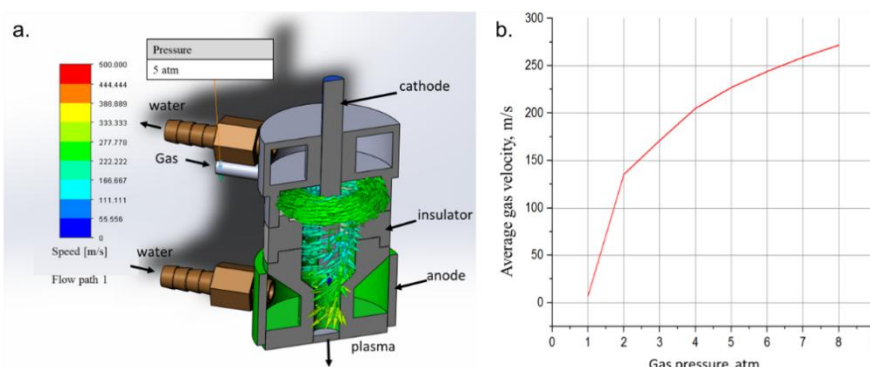 a.
Pressure
5 atm
500.000
444.444
388.889
333.333
277.778
222.222
166.667
111.111
55.556
0
Speed [m/s]
Flow path 1
water
Gas
water
cathode
insulator
anode
plasma
b.
Average gas velocity, m/s
300
250
200
150
100
50
0
0 1 2 3 4 5 6 7 8
Gas pressure, atm